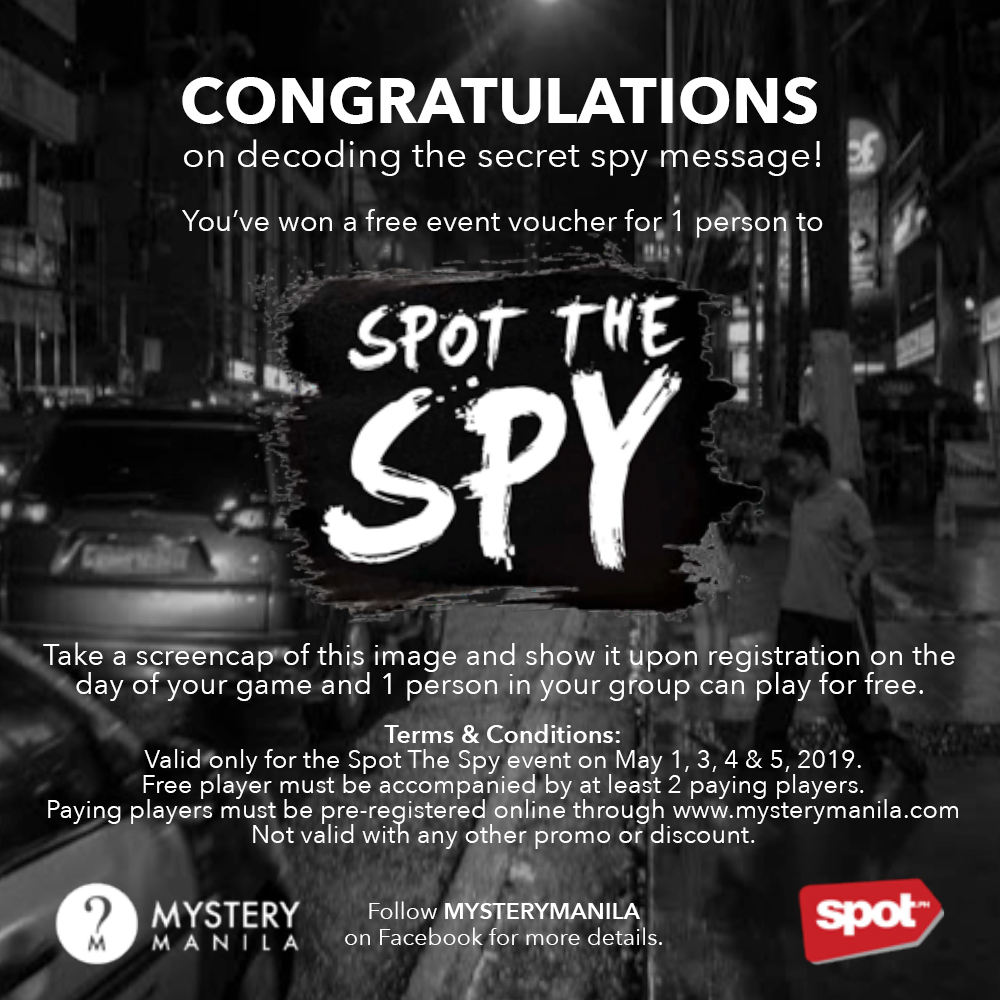 CONGRATULATIONS
on decoding the secret spy message!
You've won a free event voucher for 1 person to
SPOT THE
SPY
Take a screencap of this image and show it upon registration on the
day of your game and 1 person in your group can play for free.
Terms & Conditions:
Valid only for the Spot The Spy event on May 1, 3, 4 & 5, 2019.
Free player must be accompanied by at least 2 paying players.
Paying players must be pre-registered online through www.mysterymanila.com
Not valid with any other promo or discount.
?
M
MYSTERY
MANILA
Follow MYSTERYMANILA
on Facebook for more details.
spot.PH